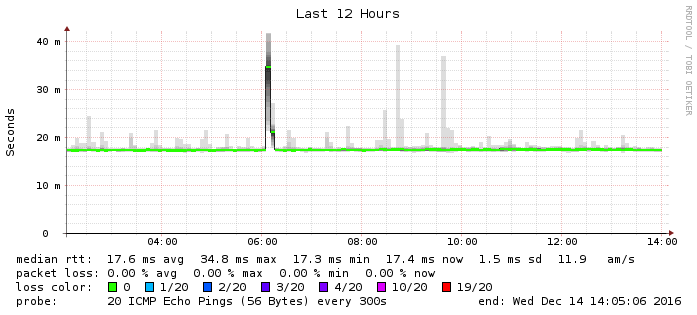 Last 12 Hours
RRDTOOL / TOBI OETIKER
Seconds
40 m
30 m
20 m
10 m
0
04:00 06:00 08:00 10:00 12:00 14:00
median rtt: 17.6 ms avg 34.8 ms max 17.3 ms min 17.4 ms now 1.5 ms sd 11.9 am/s
packet loss: 0.00 % avg 0.00 % max 0.00 % min 0.00 % now
loss color: 0 1/20 2/20 3/20 4/20 10/20 19/20
probe: 20 ICMP Echo Pings (56 Bytes) every 300s end: Wed Dec 14 14:05:06 2016